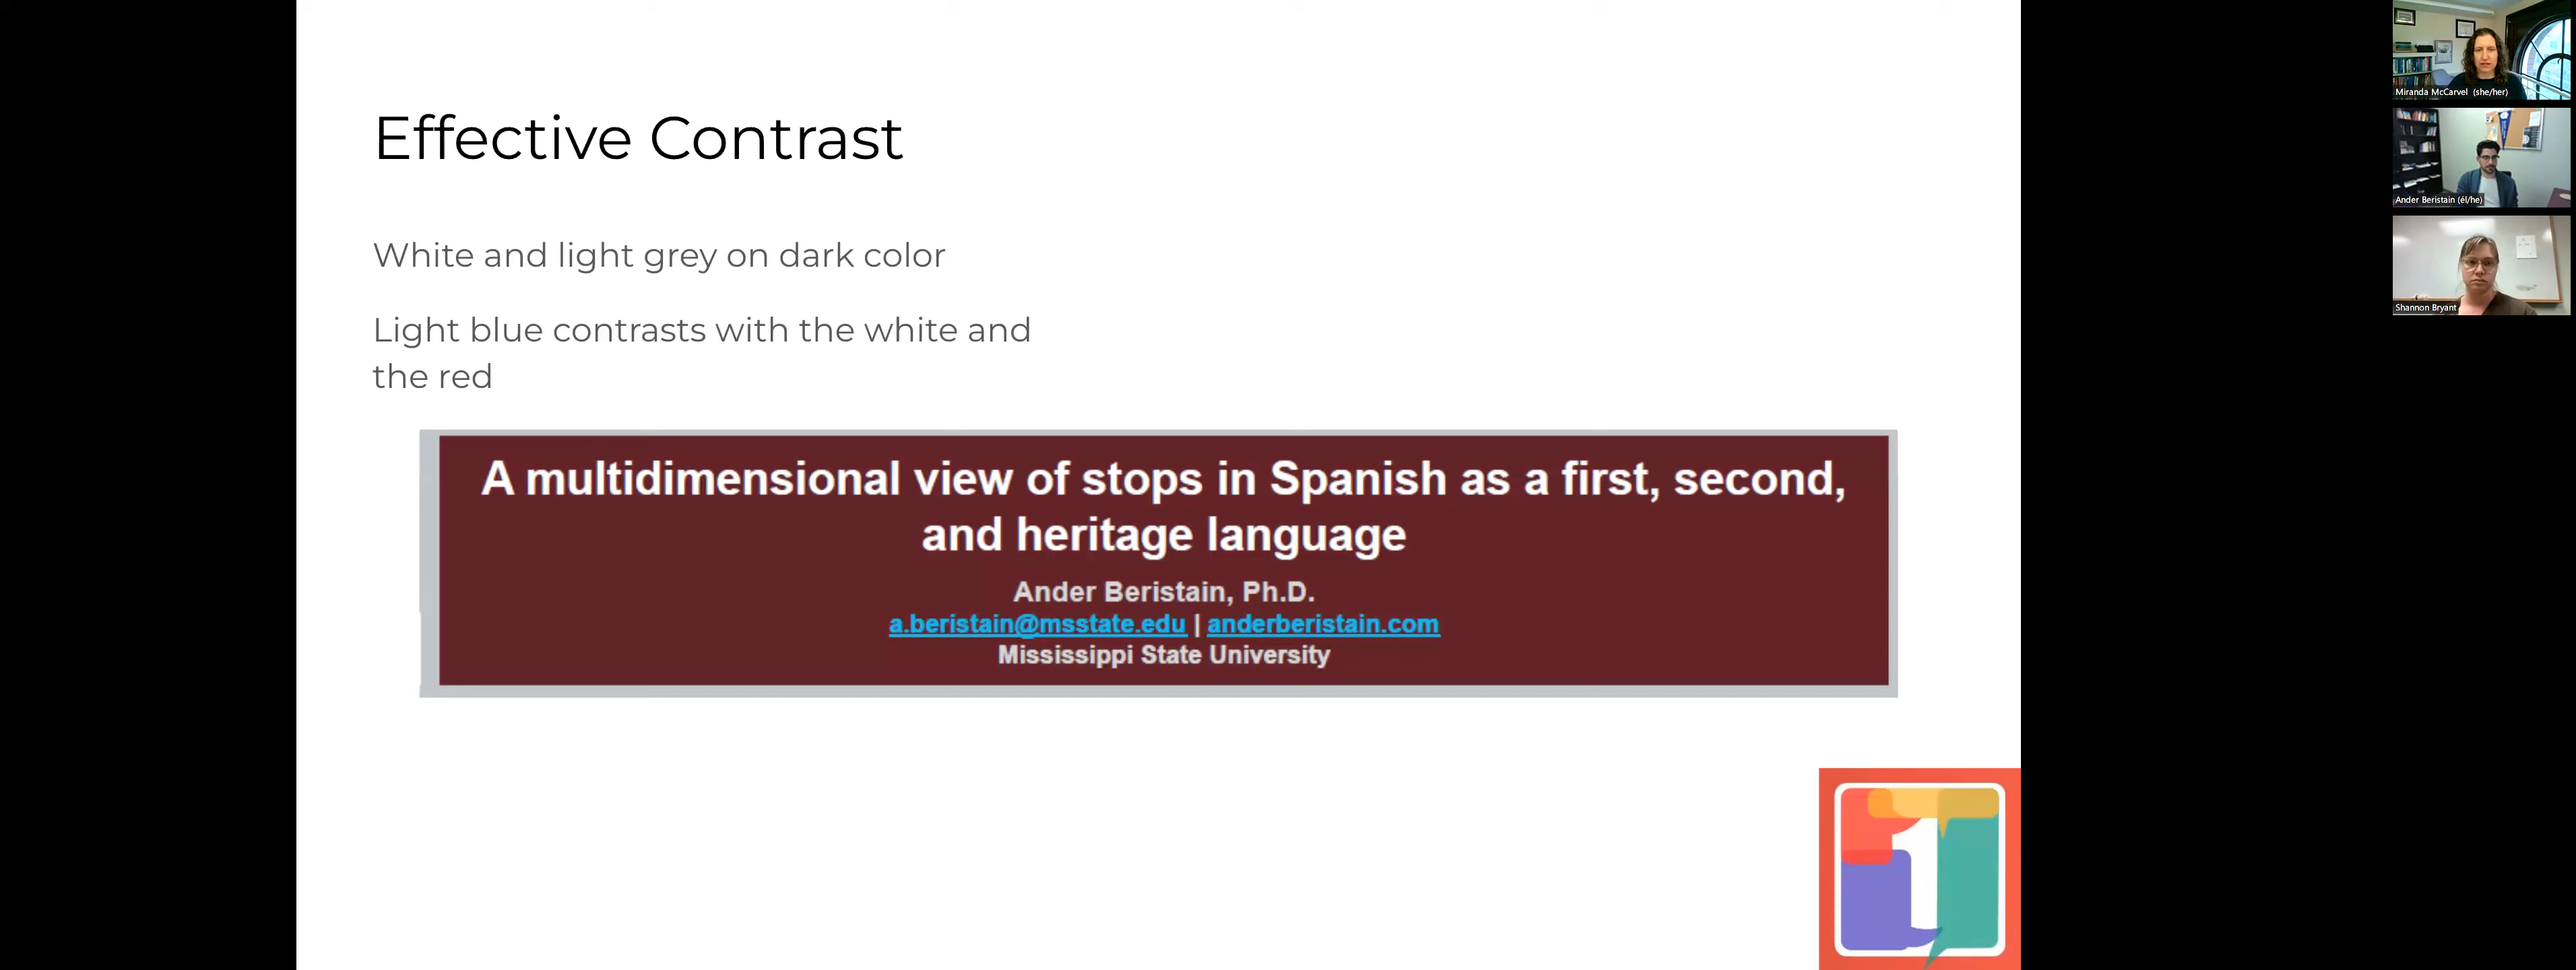 Effective Contrast
White and light grey on dark color
Light blue contrasts with the white and
the red
A multidimensional view of stops in Spanish as a first, second,
and heritage language
Ander Beristain, Ph.D.
a.beristain@msstate.edu | anderberistain.com
Mississippi State University
1
Miranda McCarvel (she/her)
Ander Beristain (él/he)
Shannon Bryant